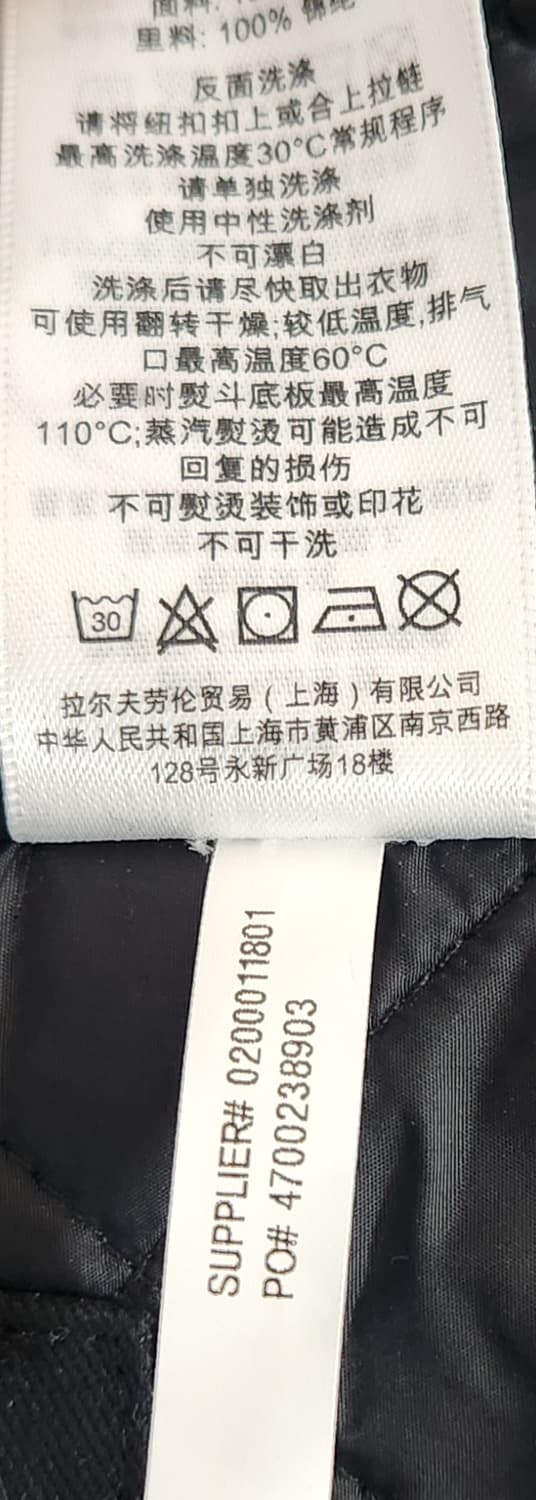 面料: 1
里料: 100% 锦纶
反面洗涤
请将纽扣扣上或合上拉链
最高洗涤温度30°C常规程序
请单独洗涤
使用中性洗涤剂
不可漂白
洗涤后请尽快取出衣物
可使用翻转干燥;较低温度,排气
口最高温度60°C
必要时熨斗底板最高温度
110°C;蒸汽熨烫可能造成不可
回复的损伤
不可熨烫装饰或印花
不可干洗
30
拉尔夫劳伦贸易（上海）有限公司
中华人民共和国上海市黄浦区南京西路
128号永新广场18楼
SUPPLIER# 0200011801
PO# 4700238903